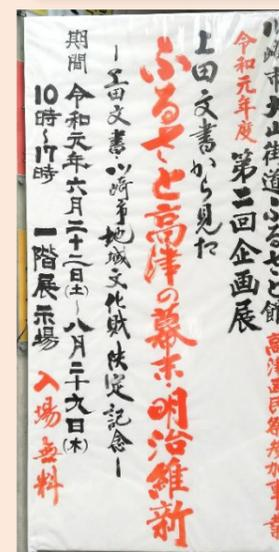 川崎市大山街道ふるさと館
令和元年度 第二回企画展
上田文書から見た
ふるさと高津の幕末・明治維新
―上田文書・川崎市地域文化財決定記念―
期間 令和元年六月二十二日(土)~八月二十九日(木)
10時~17時 一階展示場 入場無料